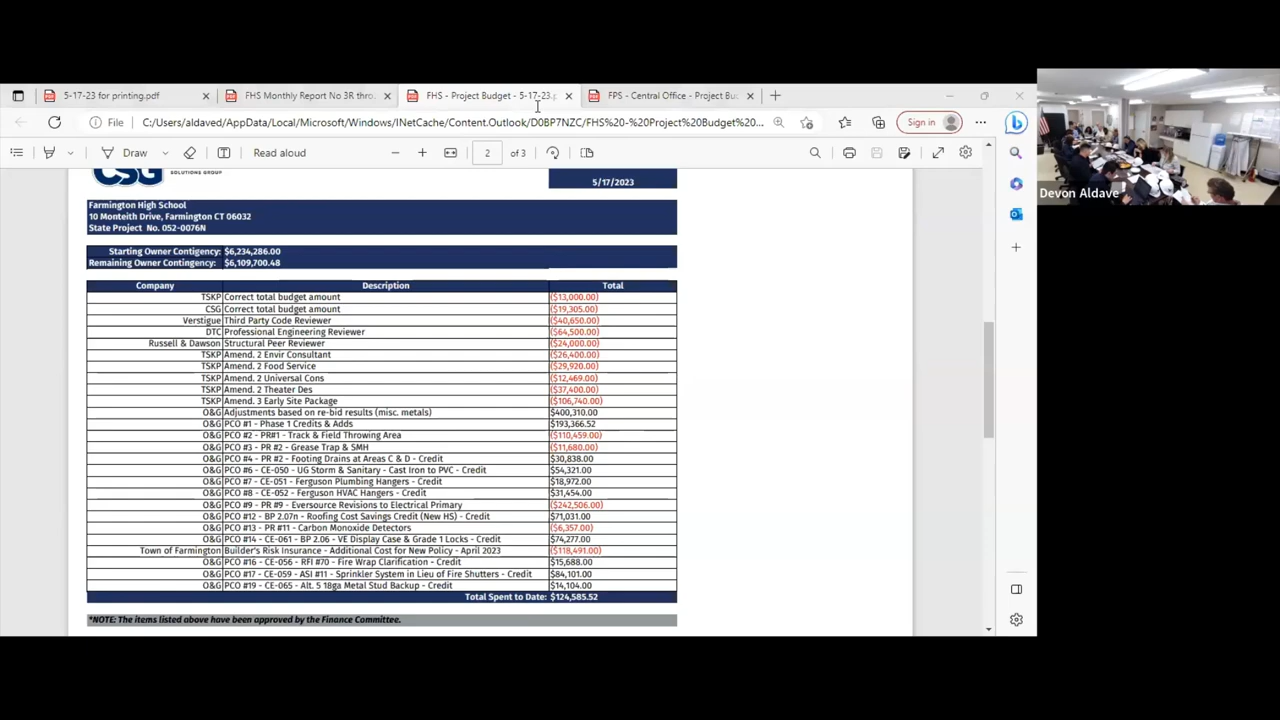 5-17-23 for printing.pdf
FHS Monthly Report No 3R thro
FHS - Project Budget - 5-17-23.p
FPS - Central Office - Project Bu
File C:/Users/aldaved/AppData/Local/Microsoft/Windows/INetCache/Content.Outlook/D0BP7NZC/FHS%20-%20Project%20Budget%20... Sign in
Draw Read aloud 2 of 3
CSG SOLUTIONS GROUP
5/17/2023
Devon Aldave
Farmington High School
10 Monteith Drive, Farmington CT 06032
State Project No. 052-0076N
Starting Owner Contigency: $6,234,286.00
Remaining Owner Contingency: $6,109,700.48
Company Description Total
TSKP Correct total budget amount ($13,000.00)
CSG Correct total budget amount ($19,305.00)
Verstigue Third Party Code Reviewer ($40,650.00)
DTC Professional Engineering Reviewer ($64,500.00)
Russell & Dawson Structural Peer Reviewer ($24,000.00)
TSKP Amend. 2 Envir Consultant ($26,400.00)
TSKP Amend. 2 Food Service ($29,920.00)
TSKP Amend. 2 Universal Cons ($12,469.00)
TSKP Amend. 2 Theater Des ($37,400.00)
TSKP Amend. 3 Early Site Package ($106,740.00)
O&G Adjustments based on re-bid results (misc. metals) $400,310.00
O&G PCO #1 - Phase 1 Credits & Adds $193,366.52
O&G PCO #2 - PR#1 - Track & Field Throwing Area ($110,459.00)
O&G PCO #3 - PR #2 - Grease Trap & SMH ($11,680.00)
O&G PCO #4 - PR #2 - Footing Drains at Areas C & D - Credit $30,838.00
O&G PCO #6 - CE-050 - UG Storm & Sanitary - Cast Iron to PVC - Credit $54,321.00
O&G PCO #7 - CE-051 - Ferguson Plumbing Hangers - Credit $18,972.00
O&G PCO #8 - CE-052 - Ferguson HVAC Hangers - Credit $31,454.00
O&G PCO #9 - PR #9 - Eversource Revisions to Electrical Primary ($242,506.00)
O&G PCO #12 - BP 2.07n - Roofing Cost Savings Credit (New HS) - Credit $71,031.00
O&G PCO #13 - PR #11 - Carbon Monoxide Detectors ($6,357.00)
O&G PCO #14 - CE-061 - BP 2.06 - VE Display Case & Grade 1 Locks - Credit $74,277.00
Town of Farmington Builder's Risk Insurance - Additional Cost for New Policy - April 2023 ($118,491.00)
O&G PCO #16 - CE-056 - RFI #70 - Fire Wrap Clarification - Credit $15,688.00
O&G PCO #17 - CE-059 - ASI #11 - Sprinkler System in Lieu of Fire Shutters - Credit $84,101.00
O&G PCO #19 - CE-065 - Alt. 5 18ga Metal Stud Backup - Credit $14,104.00
Total Spent to Date: $124,585.52
*NOTE: The items listed above have been approved by the Finance Committee.